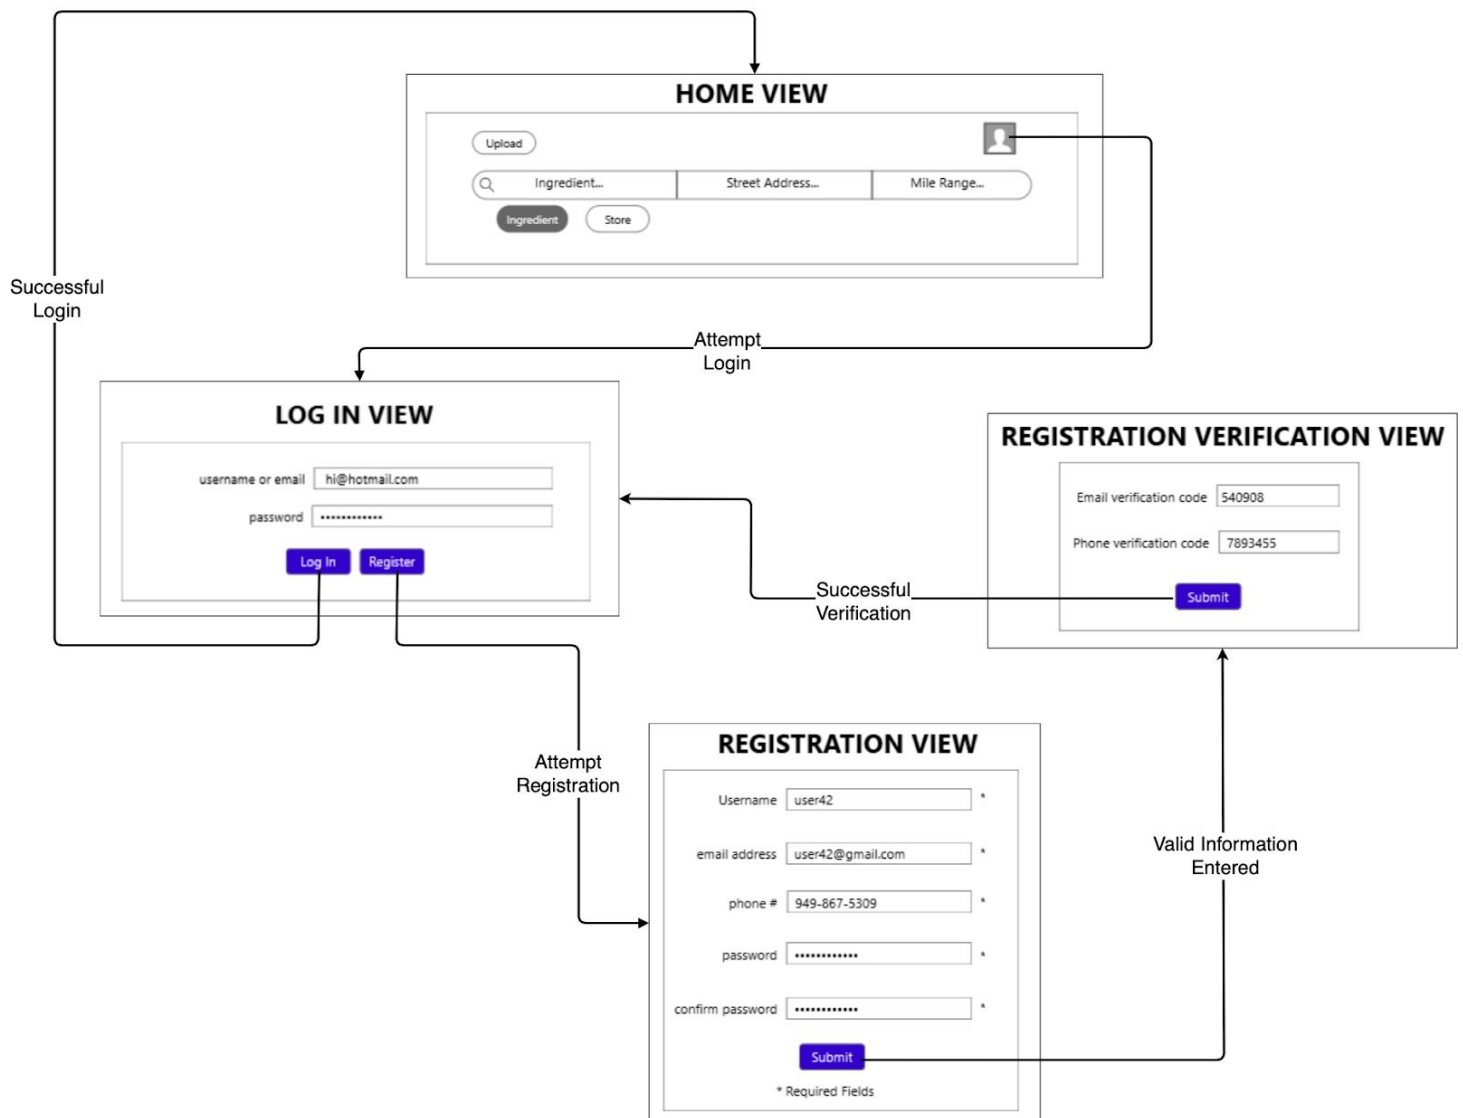 HOME VIEW
Upload
Ingredient... Street Address... Mile Range...
Ingredient Store
Successful
Login
Attempt
Login
LOG IN VIEW
username or email hi@hotmail.com
password ••••••••••••
Log In Register
REGISTRATION VERIFICATION VIEW
Email verification code 540908
Phone verification code 7893455
Submit
Successful
Verification
Attempt
Registration
REGISTRATION VIEW
Username user42 *
email address user42@gmail.com *
phone # 949-867-5309 *
password •••••••••••• *
confirm password •••••••••••• *
Submit
* Required Fields
Valid Information
Entered